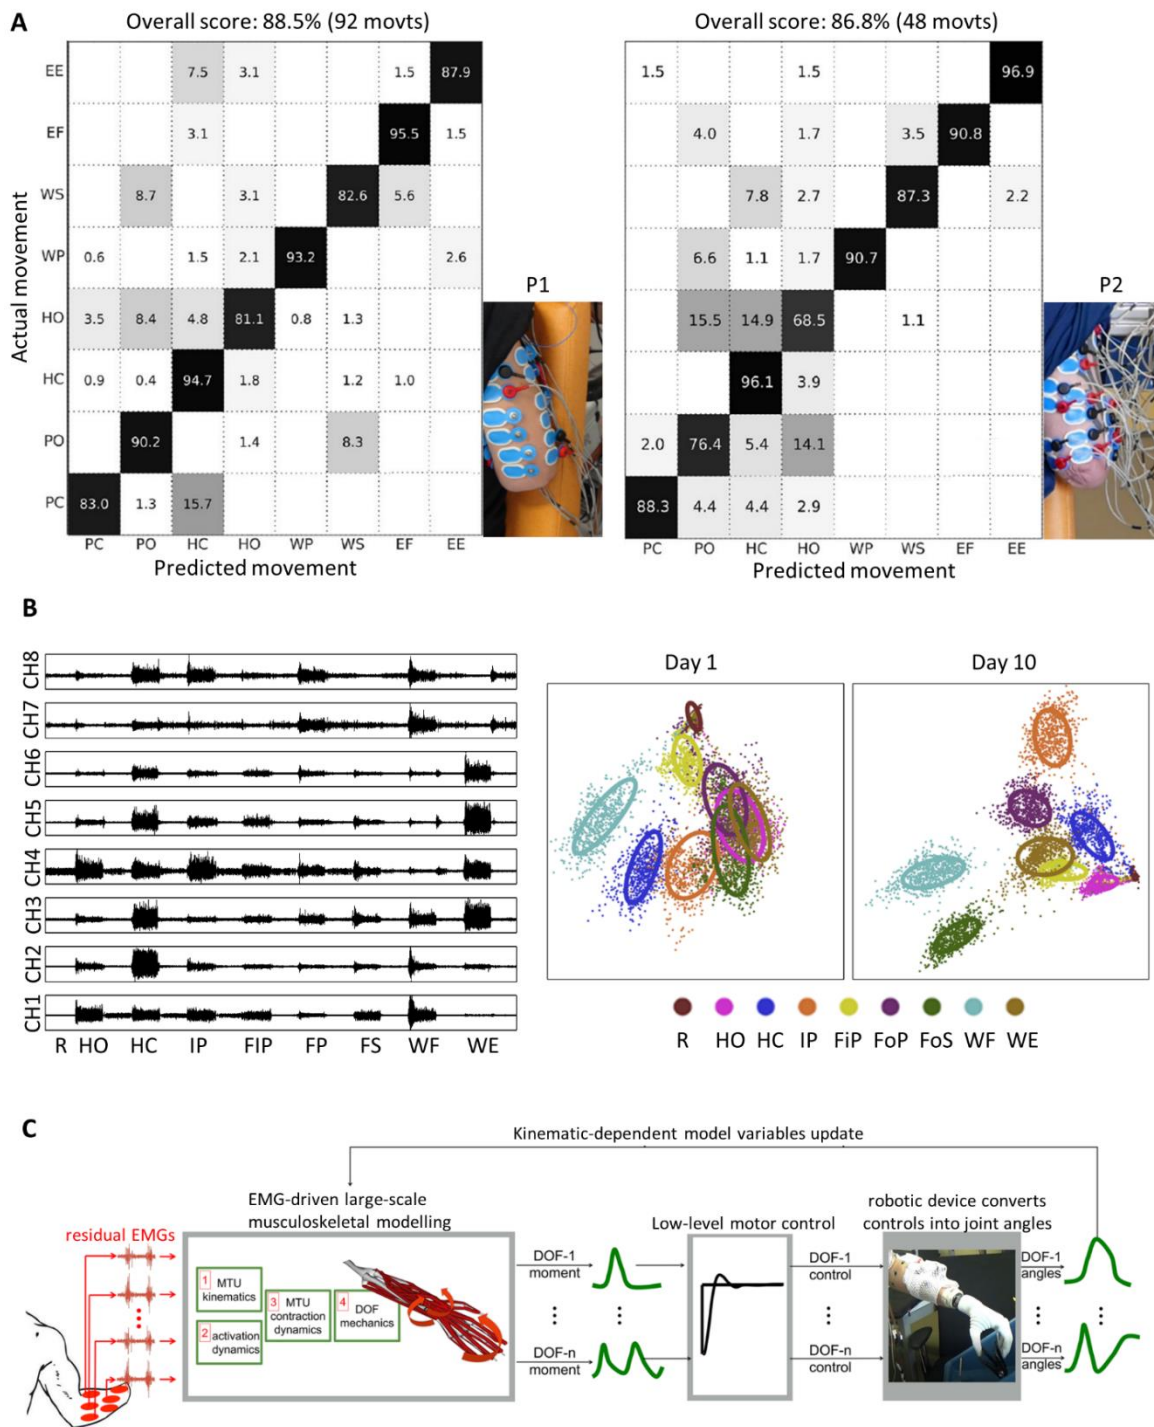 A
Overall score: 88.5% (92 movts)
Overall score: 86.8% (48 movts)
Actual movement
EE 7.5 3.1 1.5 87.9
EF 3.1 95.5 1.5
WS 8.7 3.1 82.6 5.6
WP 0.6 1.5 2.1 93.2 2.6
HO 3.5 8.4 4.8 81.1 0.8 1.3
HC 0.9 0.4 94.7 1.8 1.2 1.0
PO 90.2 1.4 8.3
PC 83.0 1.3 15.7
PC PO HC HO WP WS EF EE
Predicted movement
P1
1.5 1.5 96.9
4.0 1.7 3.5 90.8
7.8 2.7 87.3 2.2
6.6 1.1 1.7 90.7
15.5 14.9 68.5 1.1
96.1 3.9
2.0 76.4 5.4 14.1
88.3 4.4 4.4 2.9
PC PO HC HO WP WS EF EE
Predicted movement
P2
B
CH8
CH7
CH6
CH5
CH4
CH3
CH2
CH1
R HO HC IP FIP FP FS WF WE
Day 1
Day 10
R HO HC IP FiP FoP FoS WF WE
C
Kinematic-dependent model variables update
residual EMGs
EMG-driven large-scale
musculoskeletal modelling
1 MTU
kinematics
2 activation
dynamics
3 MTU
contraction
dynamics
4 DOF
mechanics
DOF-1
moment
DOF-n
moment
Low-level motor control
DOF-1
control
DOF-n
control
robotic device converts
controls into joint angles
DOF-1
angles
DOF-n
angles